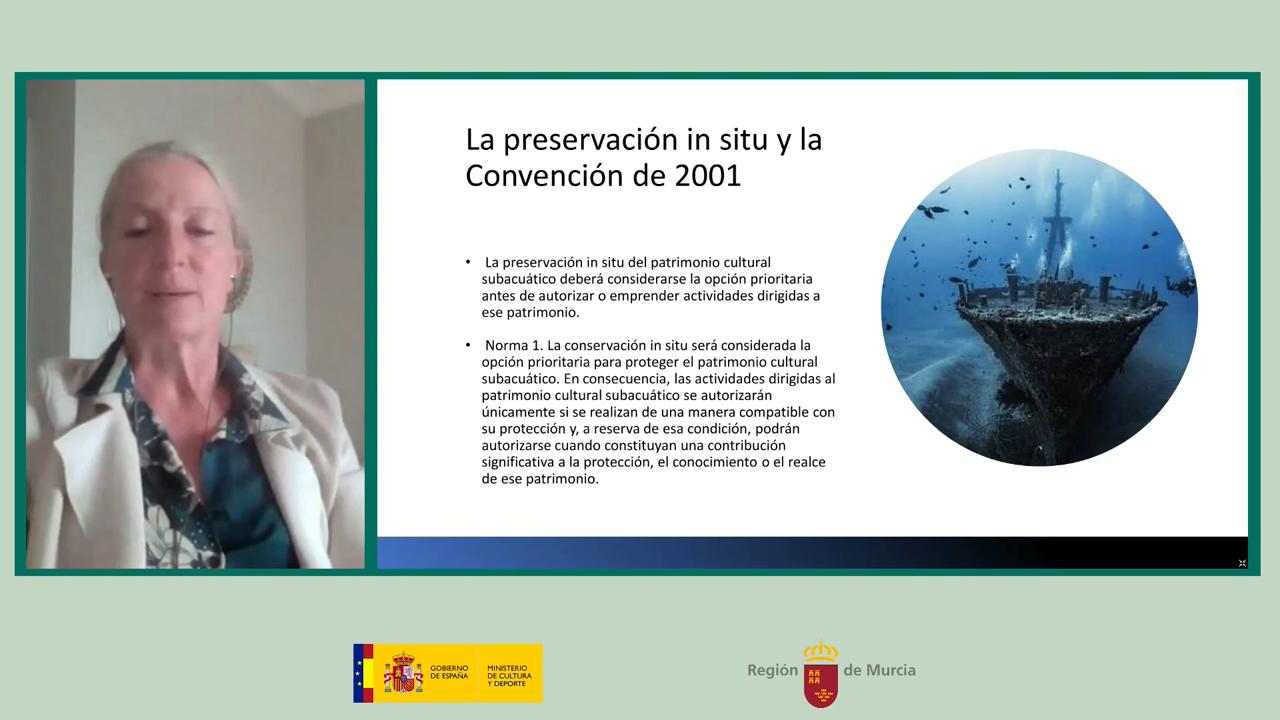 La preservación in situ y la
Convención de 2001
• La preservación in situ del patrimonio cultural
subacuático deberá considerarse la opción prioritaria
antes de autorizar o emprender actividades dirigidas a
ese patrimonio.
• Norma 1. La conservación in situ será considerada la
opción prioritaria para proteger el patrimonio cultural
subacuático. En consecuencia, las actividades dirigidas al
patrimonio cultural subacuático se autorizarán
únicamente si se realizan de una manera compatible con
su protección y, a reserva de esa condición, podrán
autorizarse cuando constituyan una contribución
significativa a la protección, el conocimiento o el realce
de ese patrimonio.
GOBIERNO
DE ESPAÑA
MINISTERIO
DE CULTURA
Y DEPORTE
Región de Murcia